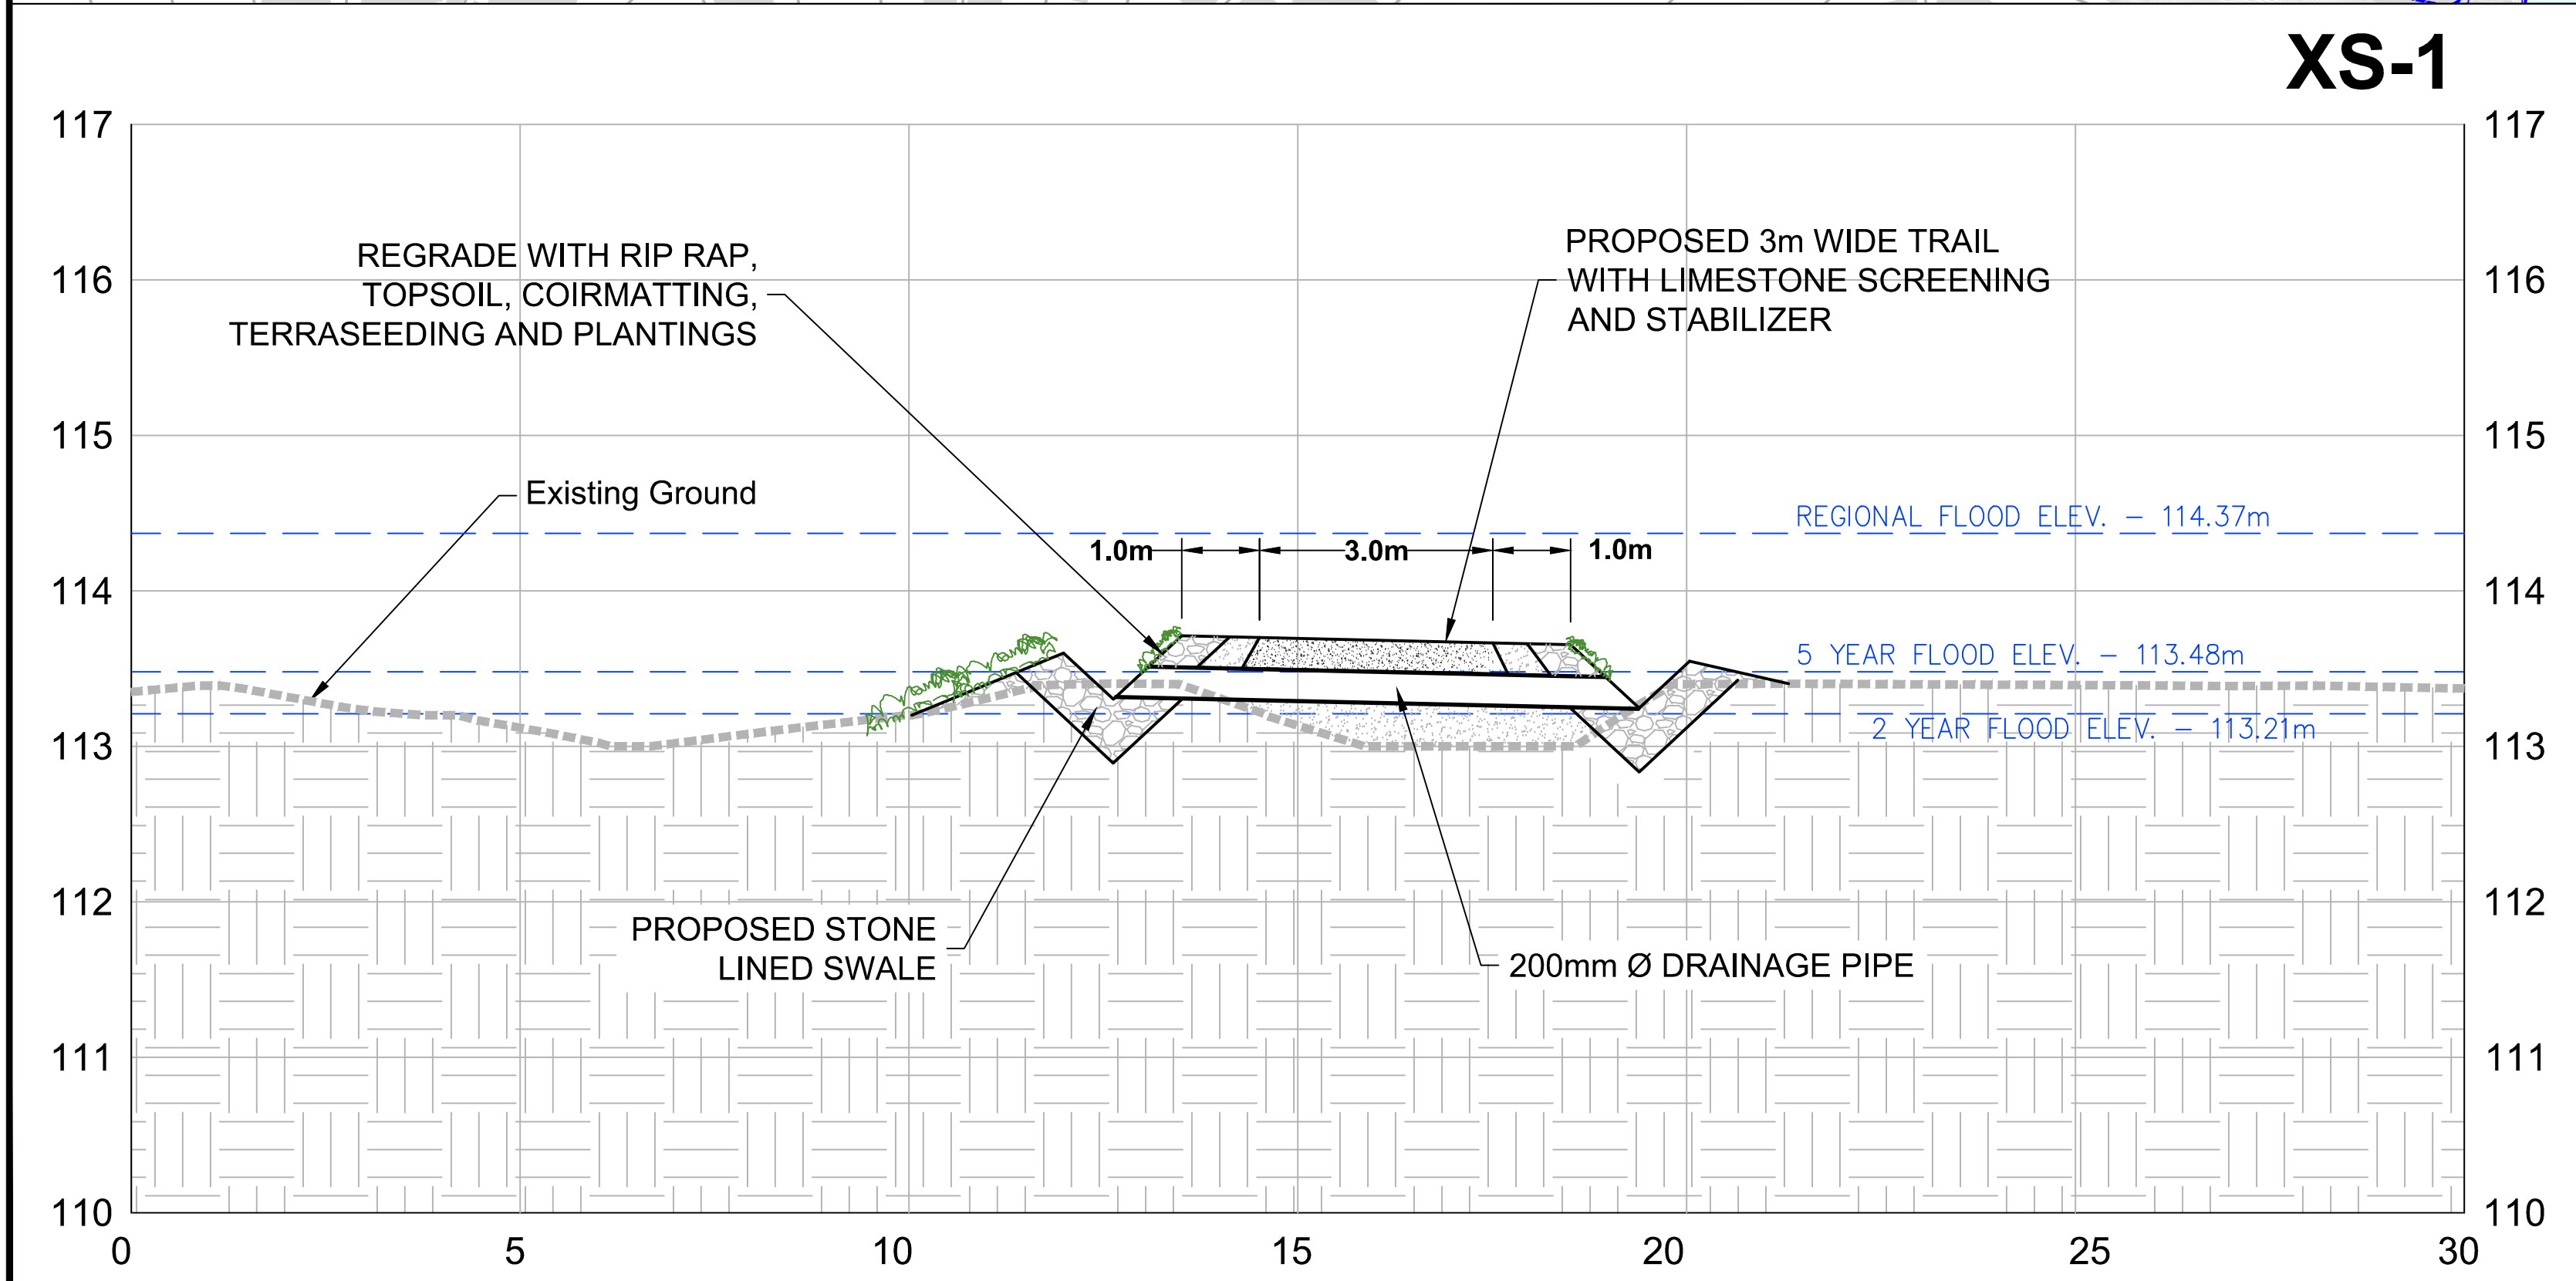 XS-1
117
117
REGRADE WITH RIP RAP,
TOPSOIL, COIRMATTING,
TERRASEEDING AND PLANTINGS
PROPOSED 3m WIDE TRAIL
WITH LIMESTONE SCREENING
AND STABILIZER
116
116
115
115
Existing Ground
REGIONAL FLOOD ELEV. - 114.37m
1.0m
3.0m
1.0m
114
114
5 YEAR FLOOD ELEV. - 113.48m
2 YEAR FLOOD ELEV. - 113.21m
113
113
112
112
PROPOSED STONE
LINED SWALE
200mm Ø DRAINAGE PIPE
111
111
110
110
0
5
10
15
20
25
30